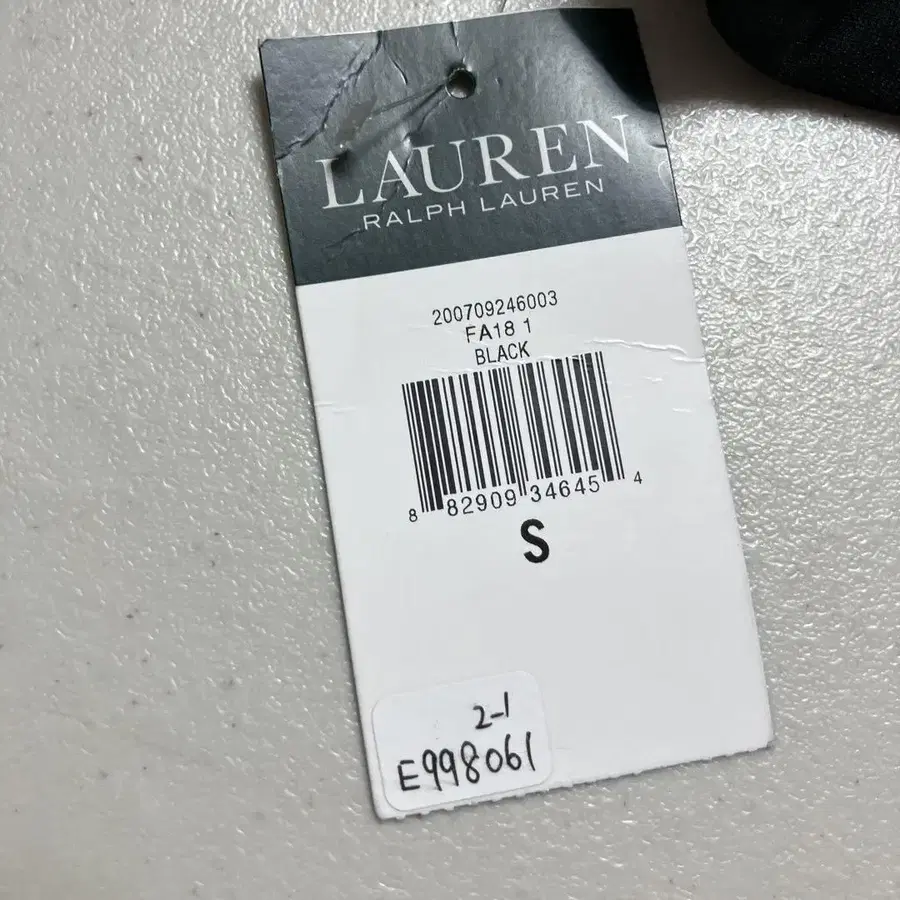 LAUREN
RALPH LAUREN
200709246003
FA18 1
BLACK
8 82909 34645 4
S
2-1
E998061